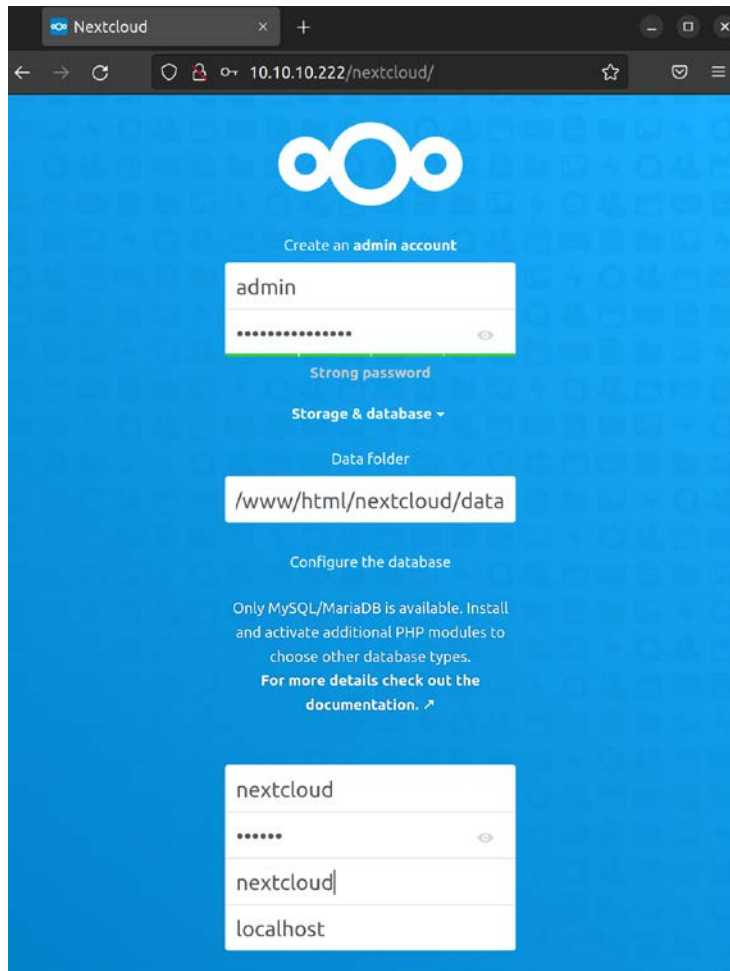 Nextcloud
10.10.10.222/nextcloud/
Create an admin account
admin
•••••••••••••••
Strong password
Storage & database
Data folder
/www/html/nextcloud/data
Configure the database
Only MySQL/MariaDB is available. Install
and activate additional PHP modules to
choose other database types.
For more details check out the
documentation. ↗
nextcloud
••••••
nextcloud
localhost